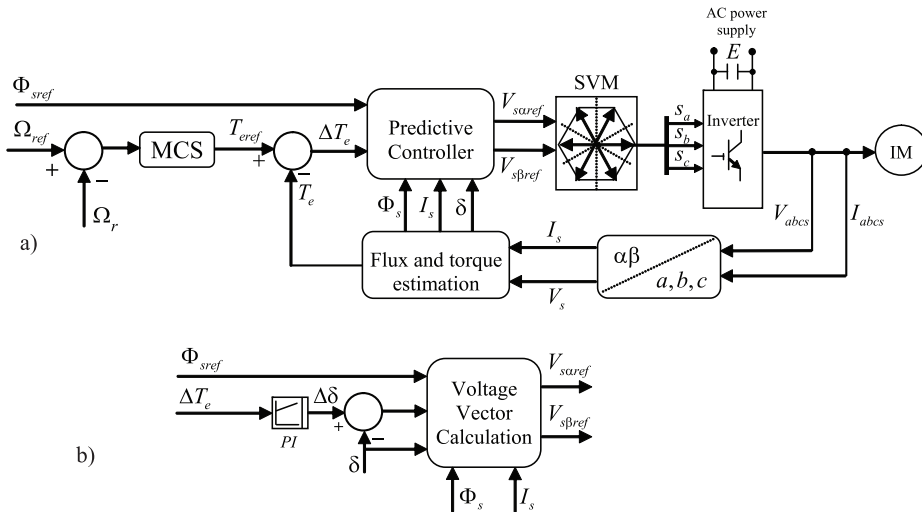 AC power
supply
E
Φsref
Ωref
+
−
Ωr
MCS
Teref
+
−
ΔTe
Te
Predictive
Controller
Vsαref
Vsβref
SVM
sa
sb
sc
Inverter
IM
Φs
Is
δ
Vabcs
Iabcs
a)
Flux and torque
estimation
Is
Vs
αβ
a, b, c
Φsref
ΔTe
PI
Δδ
+
−
δ
Voltage
Vector
Calculation
Vsαref
Vsβref
b)
Φs
Is